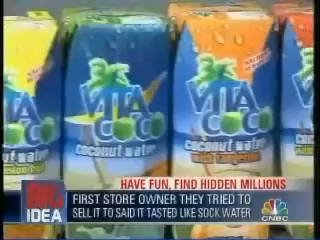 VITA
COCO
coconut water
VITA
COCO
coconut water
with tangerine
HAVE FUN, FIND HIDDEN MILLIONS
BIG
IDEA
FIRST STORE OWNER THEY TRIED TO
SELL IT TO SAID IT TASTED LIKE SOCK WATER
CNBC